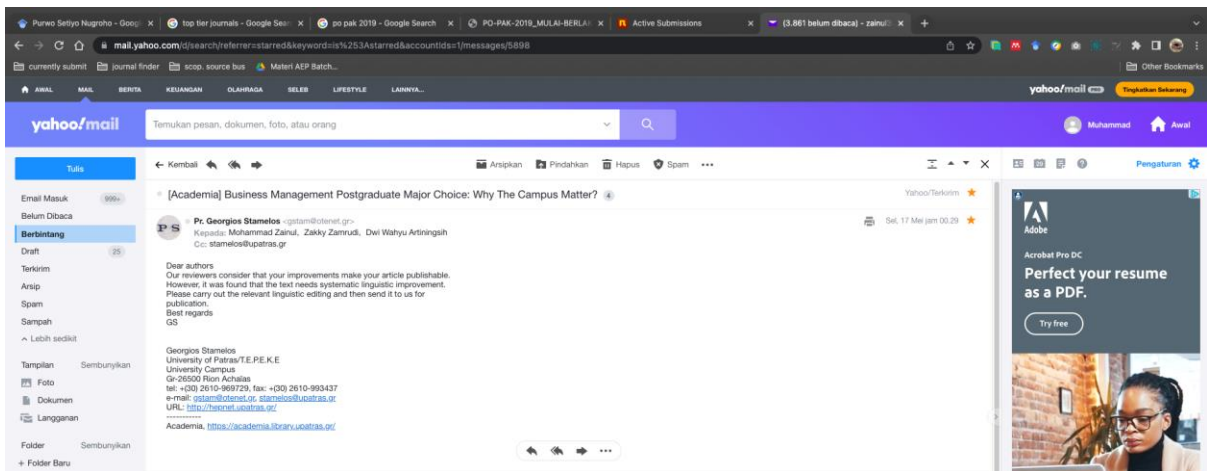 Purwo Setiyo Nugroho - Goog
top tier journals - Google Sear
po pak 2019 - Google Search
PO-PAK-2019_MULAI-BERLAK
Active Submissions
(3.861 belum dibaca) - zainul
mail.yahoo.com/d/search/referrer=starred&keyword=is%253Astarred&accountIds=1/messages/5898
currently submit
journal finder
scop. source bus
Materi AEP Batch...
Other Bookmarks
AWAL MAIL BERITA KEUANGAN OLAHRAGA SELEB LIFESTYLE LAINNYA...
yahoo!mail
Tingkatkan Sekarang
yahoo!mail
Temukan pesan, dokumen, foto, atau orang
Muhammad
Awal
Tulis
Kembali
Arsipkan
Pindahkan
Hapus
Spam
Pengaturan
Email Masuk 999+
Belum Dibaca
Berbintang
Draft 25
Terkirim
Arsip
Spam
Sampah
Lebih sedikit
Tampilan Sembunyikan
Foto
Dokumen
Langganan
Folder Sembunyikan
+ Folder Baru
[Academia] Business Management Postgraduate Major Choice: Why The Campus Matter? 4
Yahoo/Terkirim
P S
Pr. Georgios Stamelos <gstam@otenet.gr>
Sel, 17 Mei jam 00.29
Kepada: Mohammad Zainul, Zakky Zamrudi, Dwi Wahyu Artiningsih
Cc: stamelos@upatras.gr
Dear authors
Our reviewers consider that your improvements make your article publishable.
However, it was found that the text needs systematic linguistic improvement.
Please carry out the relevant linguistic editing and then send it to us for
publication.
Best regards
GS
Georgios Stamelos
University of Patras/T.E.P.E.K.E
University Campus
Gr-26500 Rion Achaias
tel: +(30) 2610-969729, fax: +(30) 2610-993437
e-mail: gstam@otenet.gr, stamelos@upatras.gr
URL: http://hepnet.upatras.gr/
-----------
Academia, https://academia.library.upatras.gr/
Adobe
Acrobat Pro DC
Perfect your resume
as a PDF.
Try free